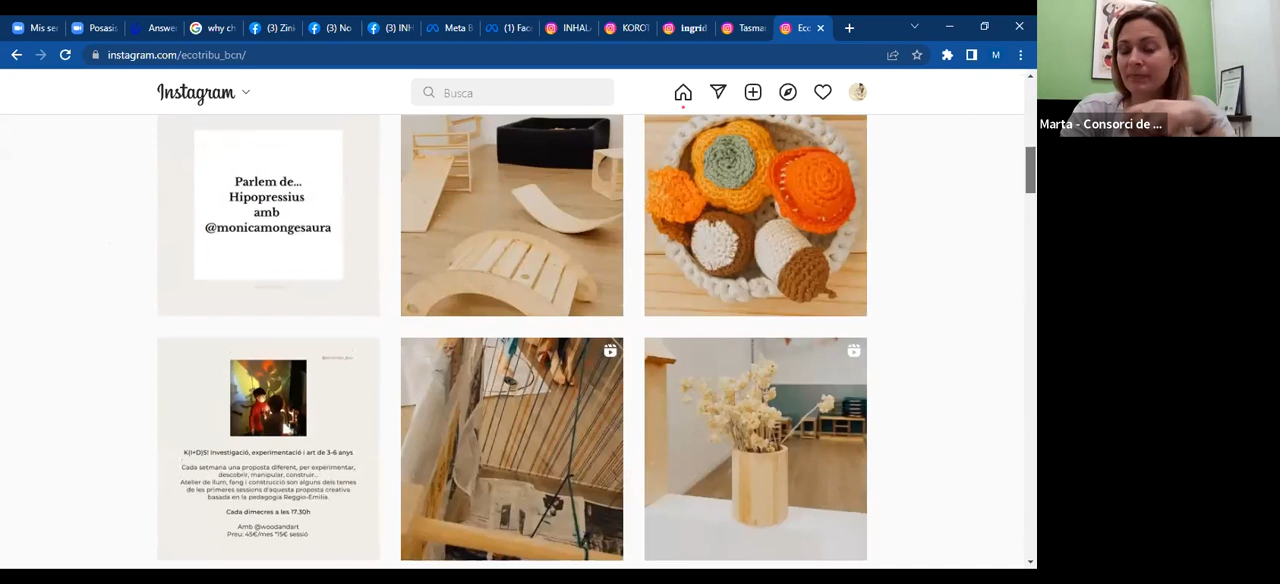 Mis se
Posasis
Answe
why ch
(3) Zin
(3) No
(3) INH
Meta B
(1) Fac
INHAL
KOROT
ingrid
Tasmar
Eco
M
instagram.com/ecotribu_bcn/
Instagram
Busca
Marta - Consorci de ...
Parlem de...
Hipopressius
amb
@monicamongesaura
K(I+D)S! Investigació, experimentació i art de 3-6 anys
Cada setmana una proposta diferent, per experimentar,
descobrir, manipular, construir...
Atelier de llum, fang i construcció son alguns dels temes
de les primeres sessions d'aquesta proposta creativa
basada en la pedagogia Reggio-Emilia.
Cada dimecres a les 17.30h
Amb @woodandart
Preu: 45€/mes *15€ sessió